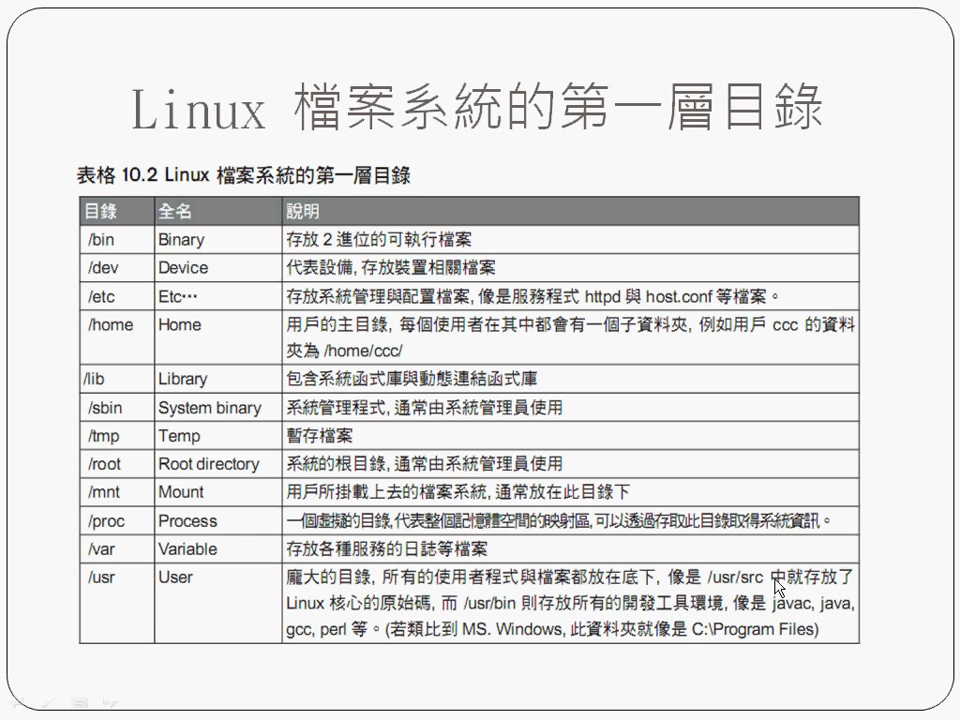 Linux 檔案系統的第一層目錄
表格 10.2 Linux 檔案系統的第一層目錄
目錄 全名 說明
/bin Binary 存放 2 進位的可執行檔案
/dev Device 代表設備, 存放裝置相關檔案
/etc Etc⋯ 存放系統管理與配置檔案, 像是服務程式 httpd 與 host.conf 等檔案。
/home Home 用戶的主目錄, 每個使用者在其中都會有一個子資料夾, 例如用戶 ccc 的資料
夾為 /home/ccc/
/lib Library 包含系統函式庫與動態連結函式庫
/sbin System binary 系統管理程式, 通常由系統管理員使用
/tmp Temp 暫存檔案
/root Root directory 系統的根目錄, 通常由系統管理員使用
/mnt Mount 用戶所掛載上去的檔案系統, 通常放在此目錄下
/proc Process 一個虛擬的目錄, 代表整個記憶體空間的映射區, 可以透過存取此目錄取得系統資訊。
/var Variable 存放各種服務的日誌等檔案
/usr User 龐大的目錄, 所有的使用者程式與檔案都放在底下, 像是 /usr/src 中就存放了
Linux 核心的原始碼, 而 /usr/bin 則存放所有的開發工具環境, 像是 javac, java,
gcc, perl 等。(若類比到 MS. Windows, 此資料夾就像是 C:\Program Files)